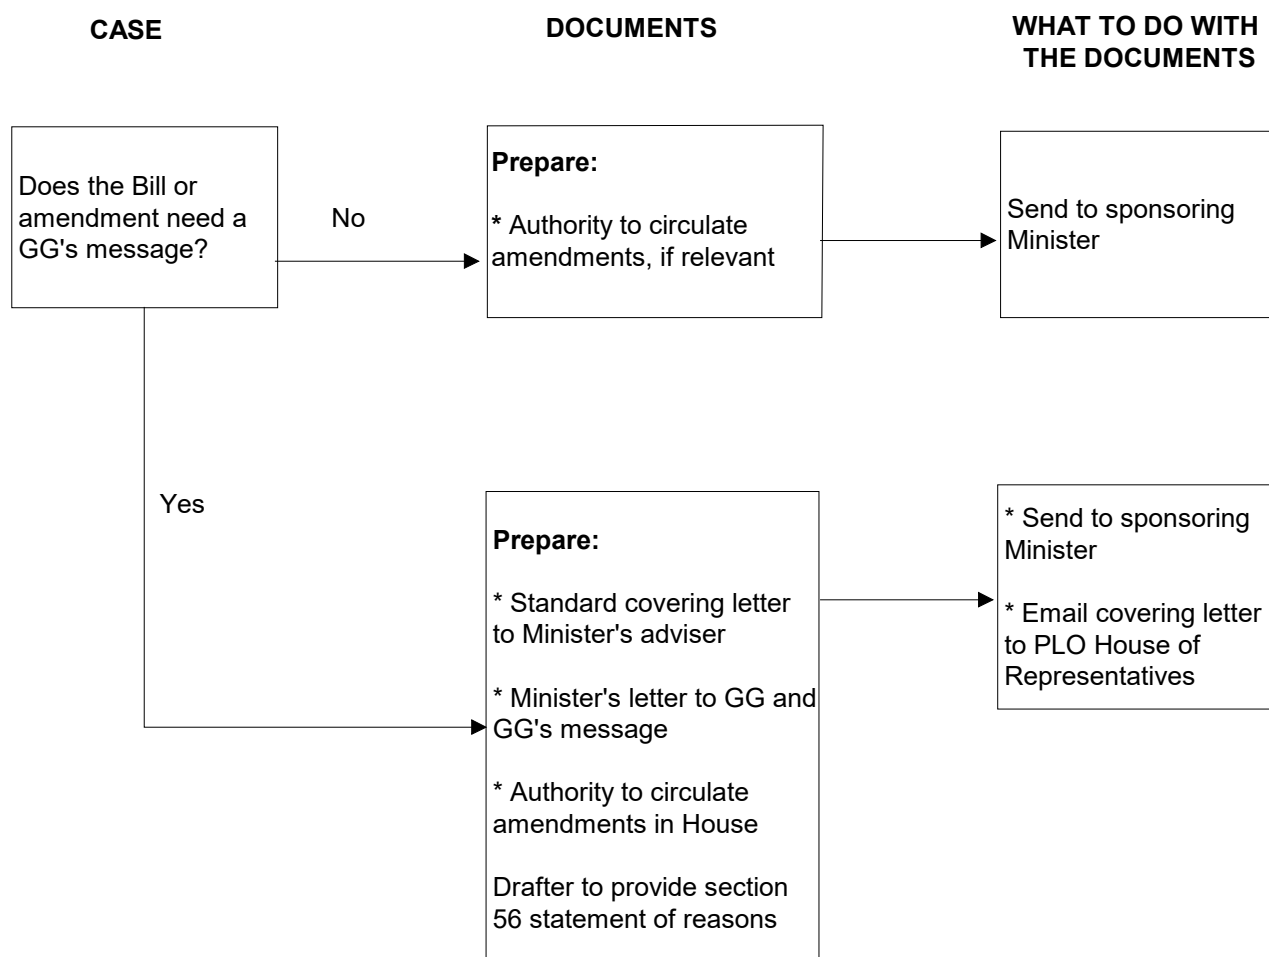 CASE
DOCUMENTS
WHAT TO DO WITH
THE DOCUMENTS
Does the Bill or
amendment need a
GG's message?
No
Prepare:
* Authority to circulate
amendments, if relevant
Send to sponsoring
Minister
Yes
Prepare:
* Standard covering letter
to Minister's adviser
* Minister's letter to GG and
GG's message
* Authority to circulate
amendments in House
Drafter to provide section
56 statement of reasons
* Send to sponsoring
Minister
* Email covering letter
to PLO House of
Representatives